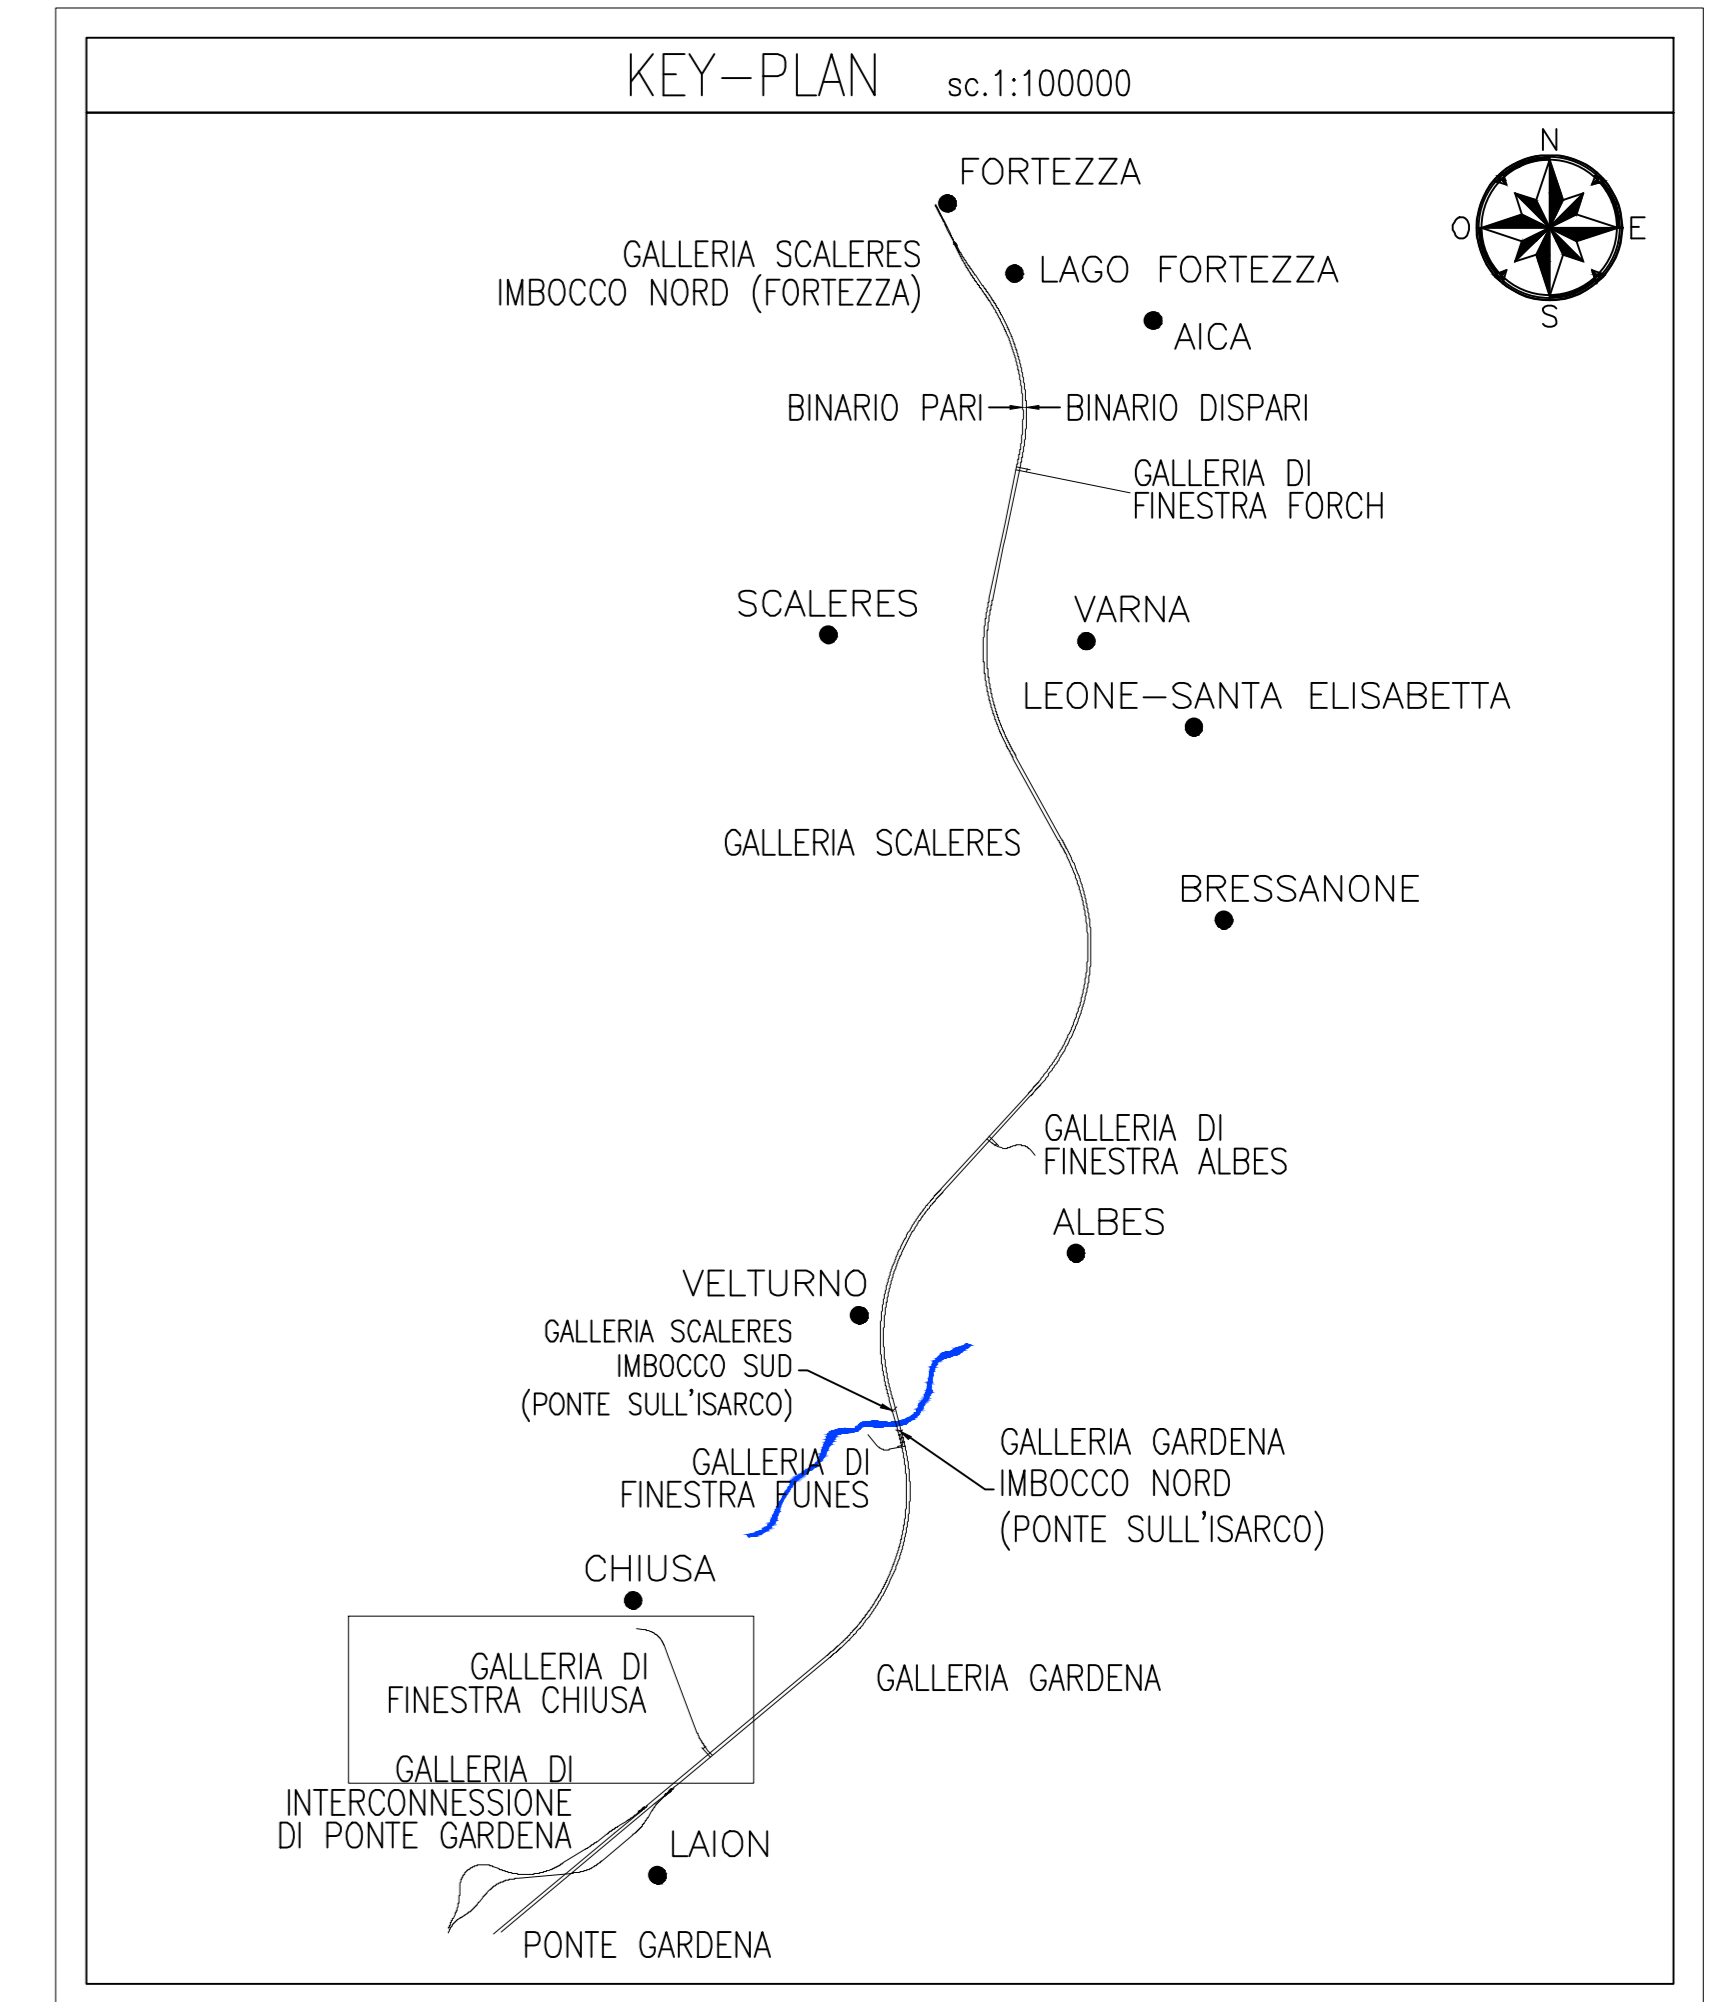 KEY-PLAN sc.1:100000
N
O
E
S
FORTEZZA
GALLERIA SCALERES
IMBOCCO NORD (FORTEZZA)
LAGO FORTEZZA
AICA
BINARIO PARI
BINARIO DISPARI
GALLERIA DI
FINESTRA FORCH
SCALERES
VARNA
LEONE-SANTA ELISABETTA
GALLERIA SCALERES
BRESSANONE
GALLERIA DI
FINESTRA ALBES
ALBES
VELTURNO
GALLERIA SCALERES
IMBOCCO SUD
(PONTE SULL'ISARCO)
GALLERIA DI
FINESTRA FUNES
GALLERIA GARDENA
IMBOCCO NORD
(PONTE SULL'ISARCO)
CHIUSA
GALLERIA DI
FINESTRA CHIUSA
GALLERIA GARDENA
GALLERIA DI
INTERCONNESSIONE
DI PONTE GARDENA
LAION
PONTE GARDENA